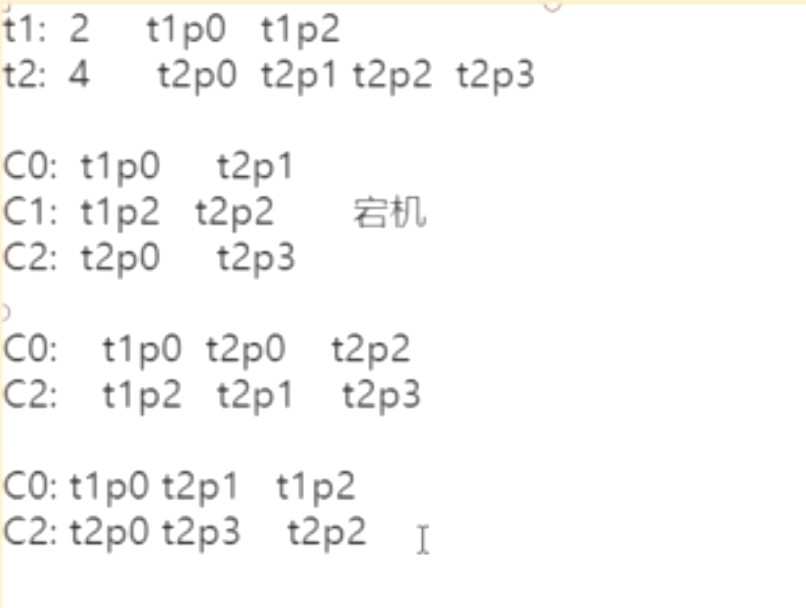 t1: 2 t1p0 t1p2
t2: 4 t2p0 t2p1 t2p2 t2p3
C0: t1p0 t2p1
C1: t1p2 t2p2 宕机
C2: t2p0 t2p3
C0: t1p0 t2p0 t2p2
C2: t1p2 t2p1 t2p3
C0: t1p0 t2p1 t1p2
C2: t2p0 t2p3 t2p2